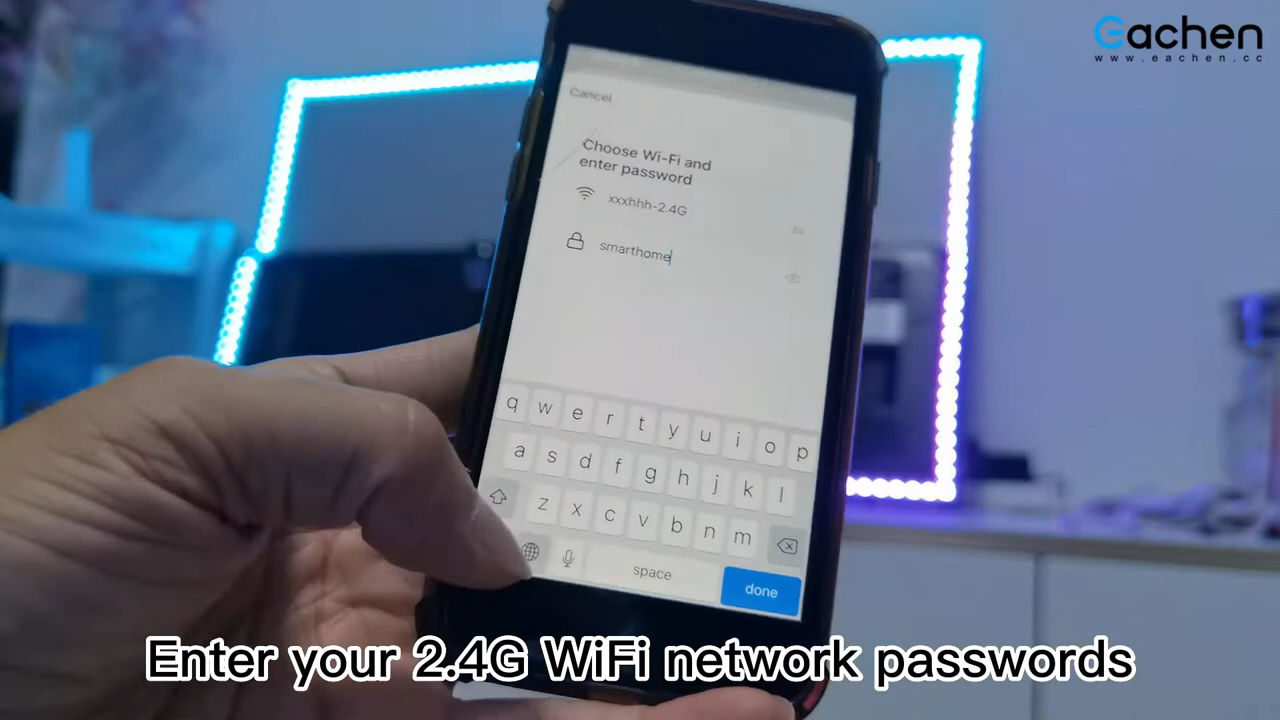 Eachen
www.eachen.cc
Cancel
Choose Wi-Fi and
enter password
xxxhhh-2.4G
smarthome
q w e r t y u i o p
a s d f g h j k l
z x c v b n m
space
done
Enter your 2.4G WiFi network passwords